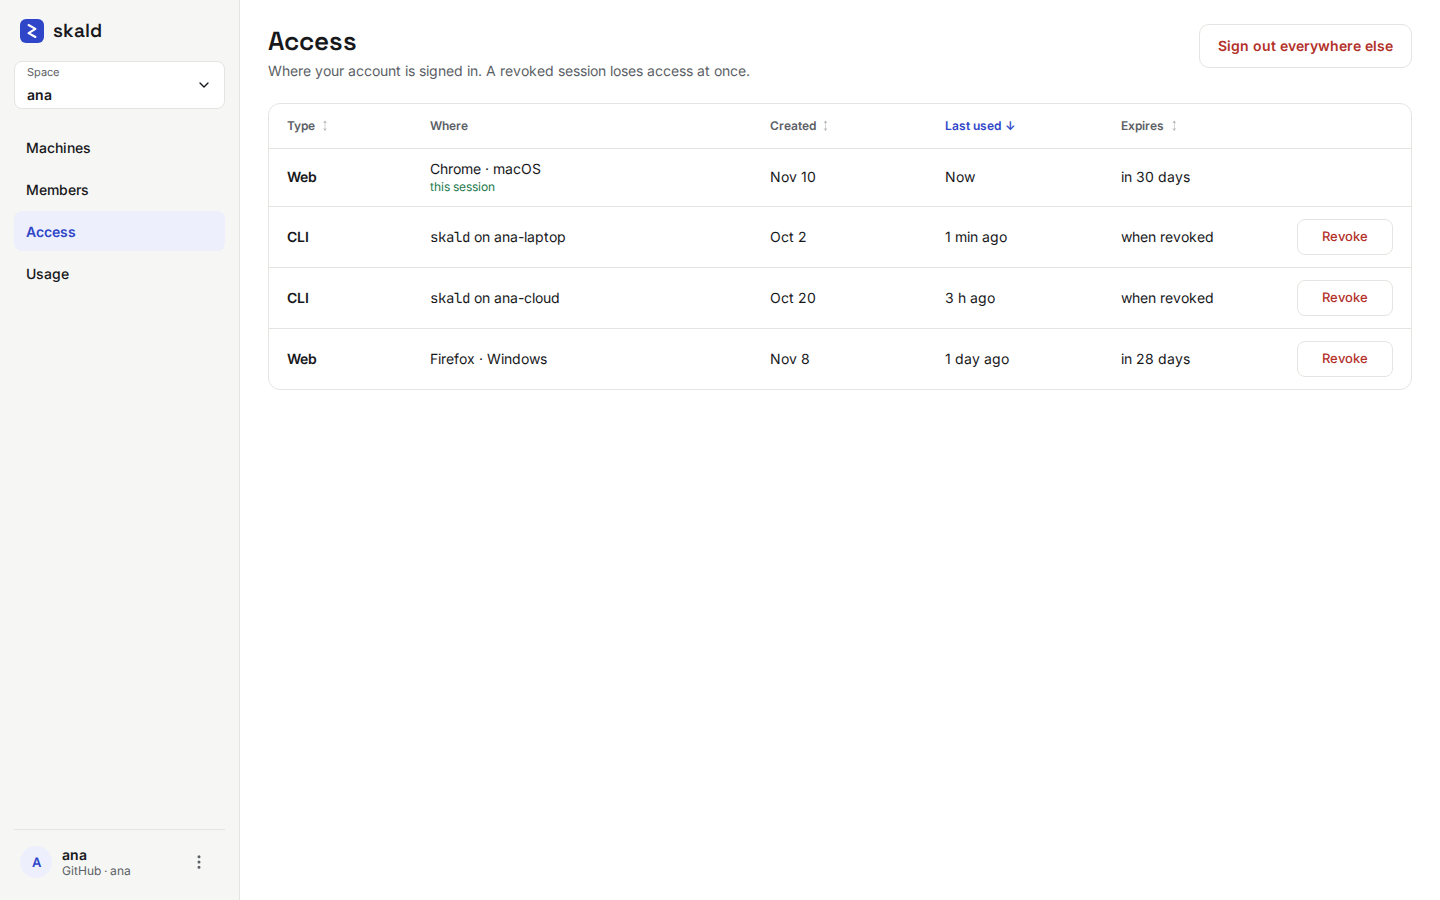 skald
Space
ana
Machines
Members
Access
Usage
A
ana
GitHub · ana
Access
Where your account is signed in. A revoked session loses access at once.
Sign out everywhere else
Type Where Created Last used Expires
Web Chrome · macOS this session Nov 10 Now in 30 days
CLI skald on ana-laptop Oct 2 1 min ago when revoked Revoke
CLI skald on ana-cloud Oct 20 3 h ago when revoked Revoke
Web Firefox · Windows Nov 8 1 day ago in 28 days Revoke